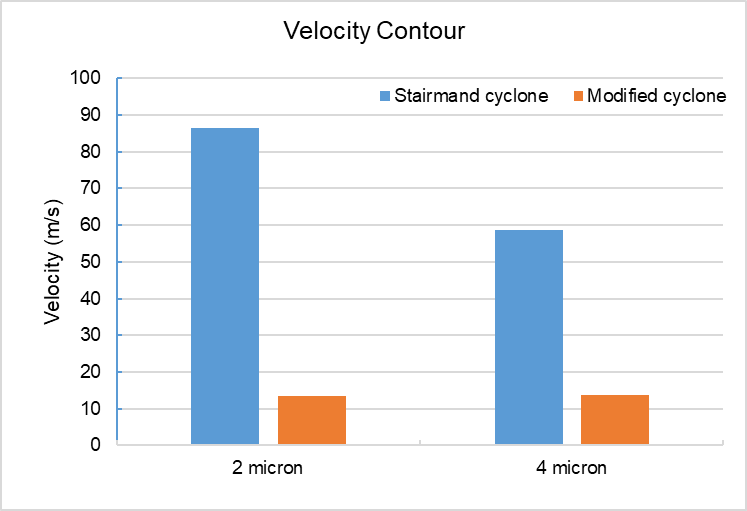 Velocity Contour
Stairmand cyclone
Modified cyclone
Velocity (m/s)
100
90
80
70
60
50
40
30
20
10
0
2 micron
4 micron